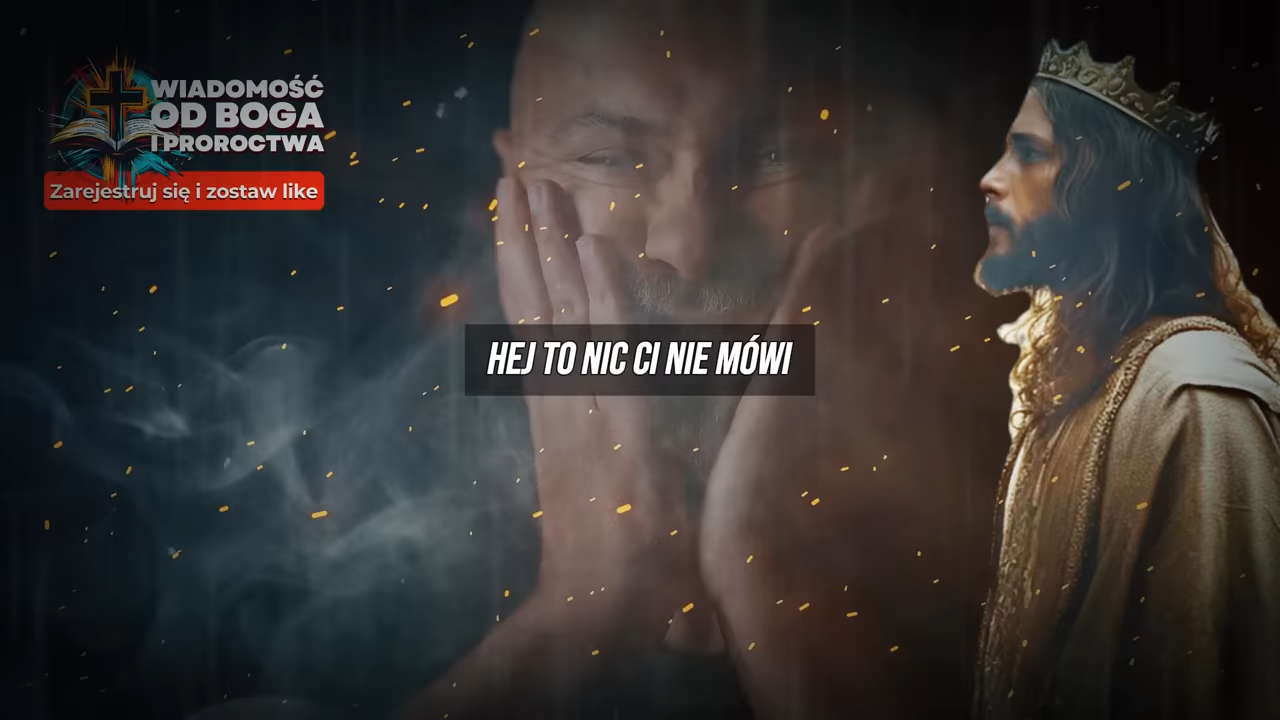 WIADOMOŚĆ
OD BOGA
I PROROCTWA
Zarejestruj się i zostaw like
HEJ TO NIC CI NIE MÓWI